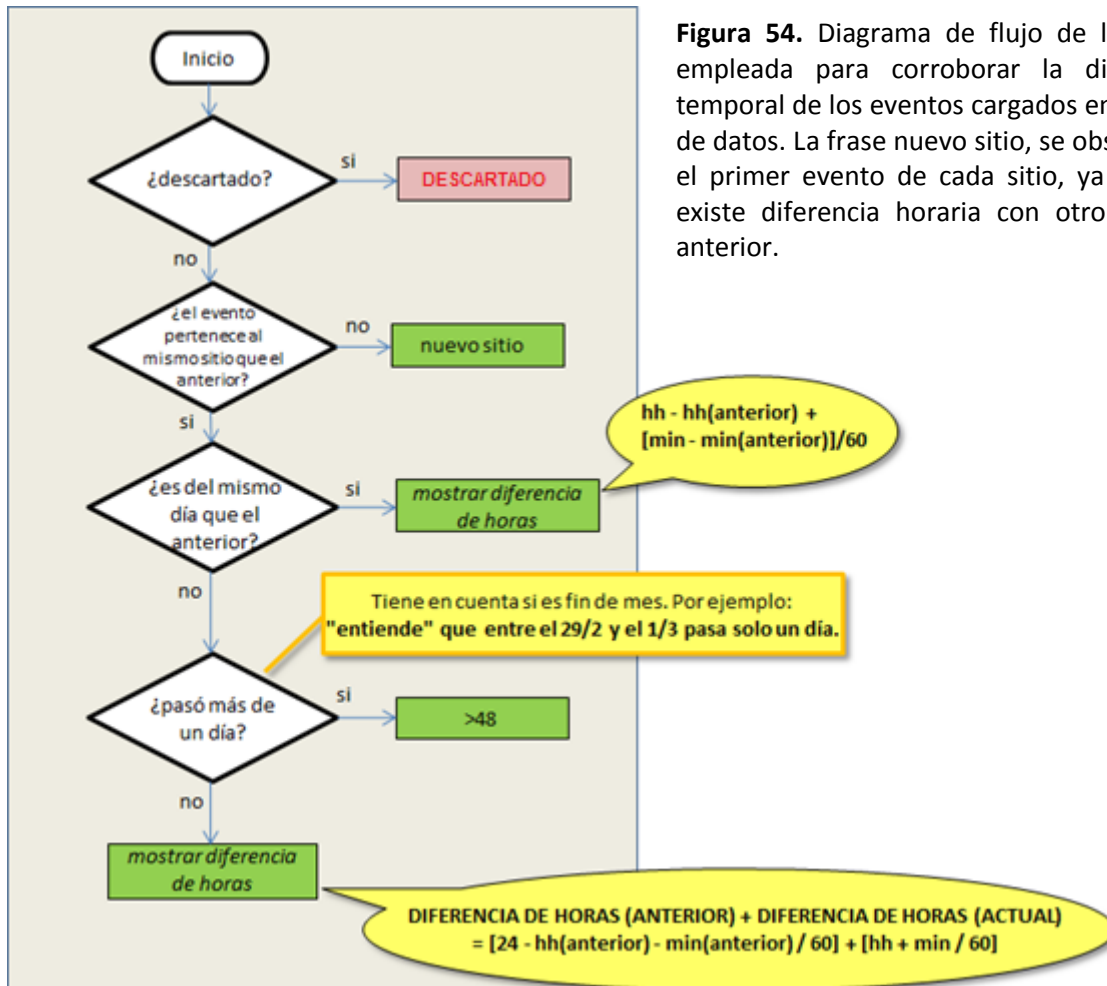 Inicio
¿descartado?
si
DESCARTADO
no
¿el evento
pertenece al
mismo sitio que el
anterior?
no
nuevo sitio
si
¿es del mismo
día que el
anterior?
si
mostrar diferencia
de horas
hh - hh(anterior) +
[min - min(anterior)]/60
no
Tiene en cuenta si es fin de mes. Por ejemplo:
"entiende" que entre el 29/2 y el 1/3 pasa solo un día.
¿pasó más de
un día?
si
>48
no
mostrar diferencia
de horas
DIFERENCIA DE HORAS (ANTERIOR) + DIFERENCIA DE HORAS (ACTUAL)
= [24 - hh(anterior) - min(anterior) / 60] + [hh + min / 60]
Figura 54. Diagrama de flujo de l
empleada para corroborar la di
temporal de los eventos cargados en
de datos. La frase nuevo sitio, se obs
el primer evento de cada sitio, ya
existe diferencia horaria con otro
anterior.